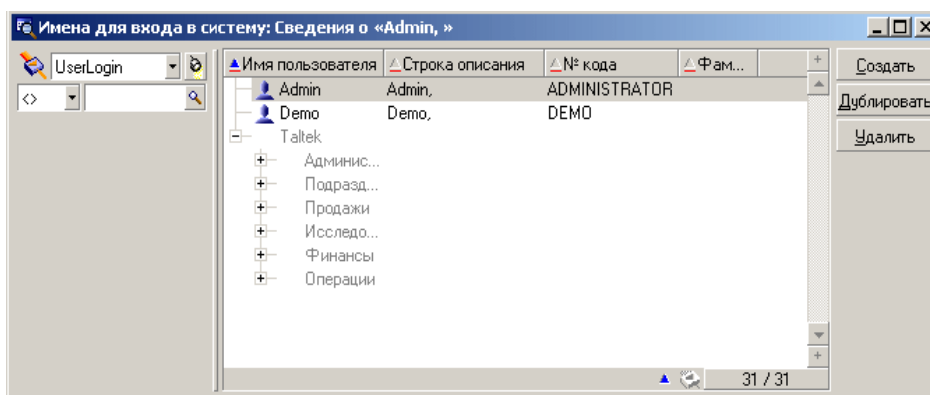 Имена для входа в систему: Сведения о «Admin, »
UserLogin
<>
Имя пользователя Строка описания № кода Фам...
Admin Admin, ADMINISTRATOR
Demo Demo, DEMO
Taltek
Админис...
Подразд...
Продажи
Исследо...
Финансы
Операции
31 / 31
Создать
Дублировать
Удалить